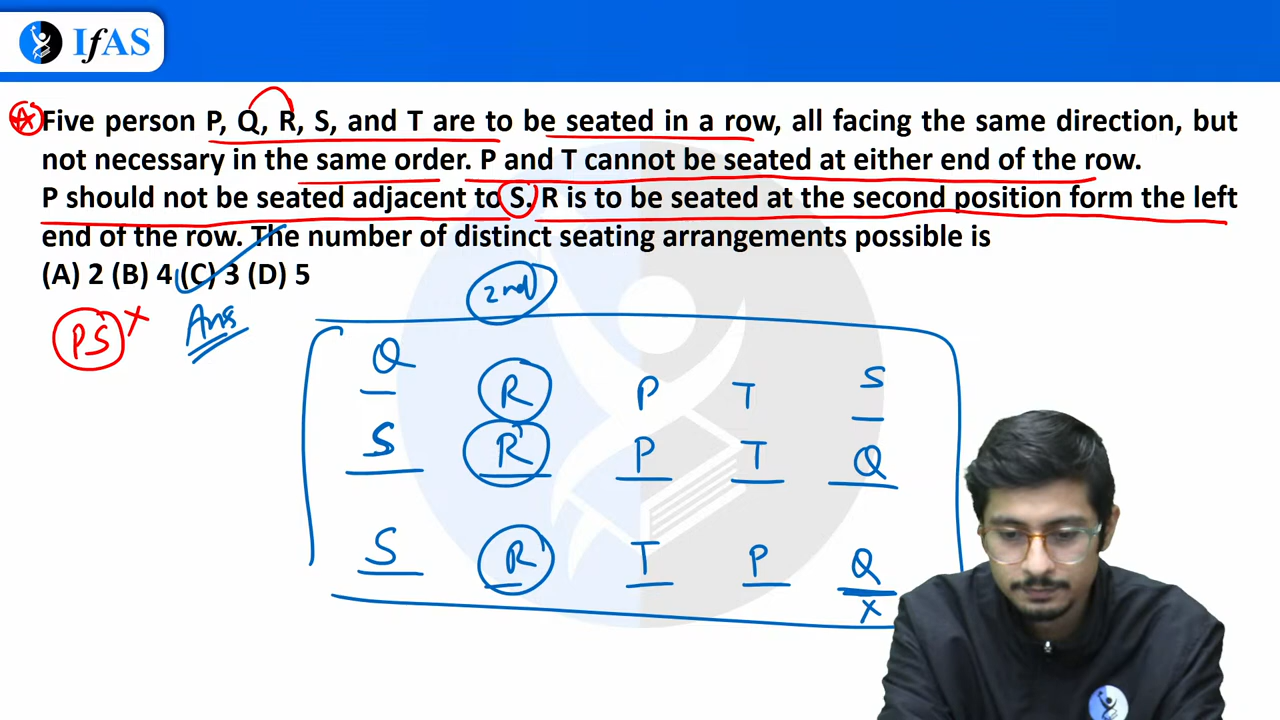 IfAS
Five person P, Q, R, S, and T are to be seated in a row, all facing the same direction, but
not necessary in the same order. P and T cannot be seated at either end of the row.
P should not be seated adjacent to S. R is to be seated at the second position form the left
end of the row. The number of distinct seating arrangements possible is
(A) 2 (B) 4 (C) 3 (D) 5
PS x
Ans
2nd
Q R P T S
S R P T Q
S R T P Q
x